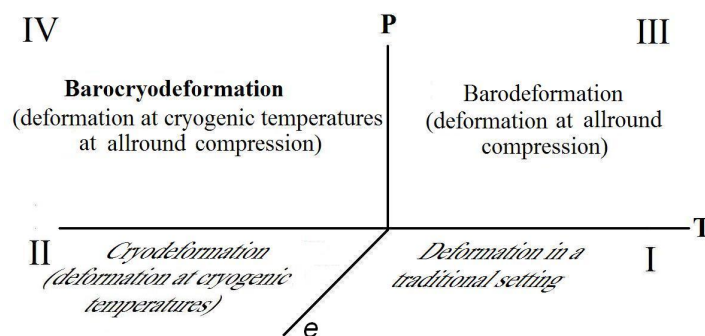 IV
P
III
Barocryodeformation
(deformation at cryogenic temperatures
at allround compression)
Barodeformation
(deformation at allround
compression)
T
II
Cryodeformation
(deformation at cryogenic
temperatures)
Deformation in a
traditional setting
I
e